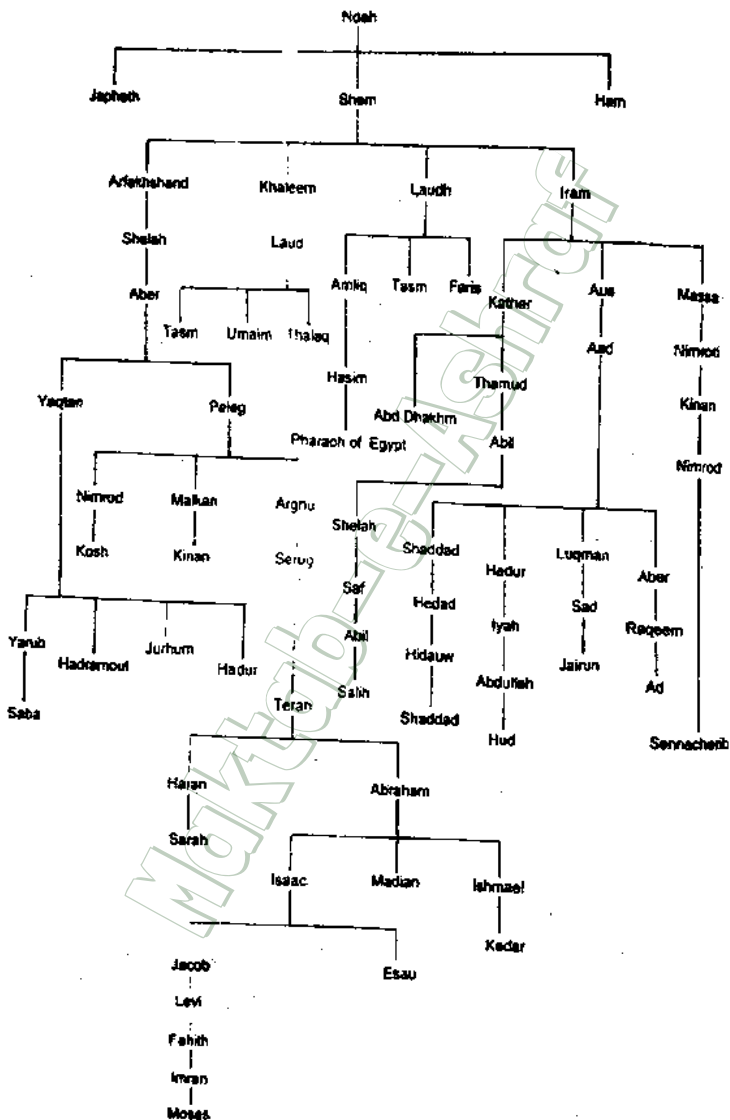 Noah
Japheth Shem Ham
Arfakhshand Khaleem Laudh Iram
Shelah Laud
Amliq Tasm Faris Kather Aus Massa
Aber
Tasm Umaim Thalaq
Aad Nimrod
Hasim Thamud
Yaqtan Peleg Abd Dhakhm Kinan
Pharaoh of Egypt Abil
Nimrod
Nimrod Malkan Arghu
Shelah Shaddad Hadur Luqman Aber
Kosh Kinan Serug
Saf Hedad Iyah Sad Raqeem
Yarub Hadramout Jurhum Hadur
Abil Hidauw Abdullah Jairun Ad
Saba
Terah Salih Shaddad Hud Sennacherib
Haran Abraham
Sarah
Isaac Madian Ishmael
Kedar
Jacob Esau
Levi
Fahith
Imran
Moses
Maktab-e-Ashraf